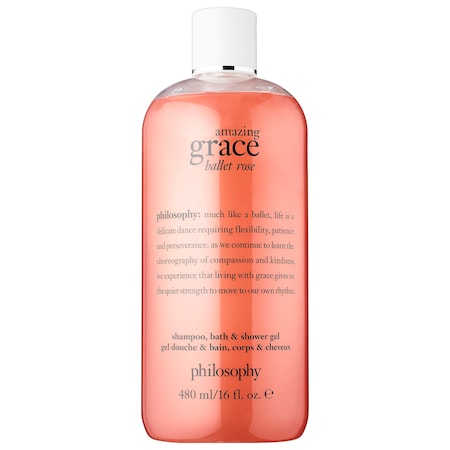 amazing
grace
ballet rose
philosophy: much like a ballet, life is a
delicate dance requiring flexibility, patience
and perseverance. as we continue to learn the
choreography of compassion and kindness,
we experience that living with grace gives us
the quiet strength to move to our own rhythm.
shampoo, bath & shower gel
gel douche & bain, corps & cheveux
philosophy
480 ml/16 fl. oz. ℮